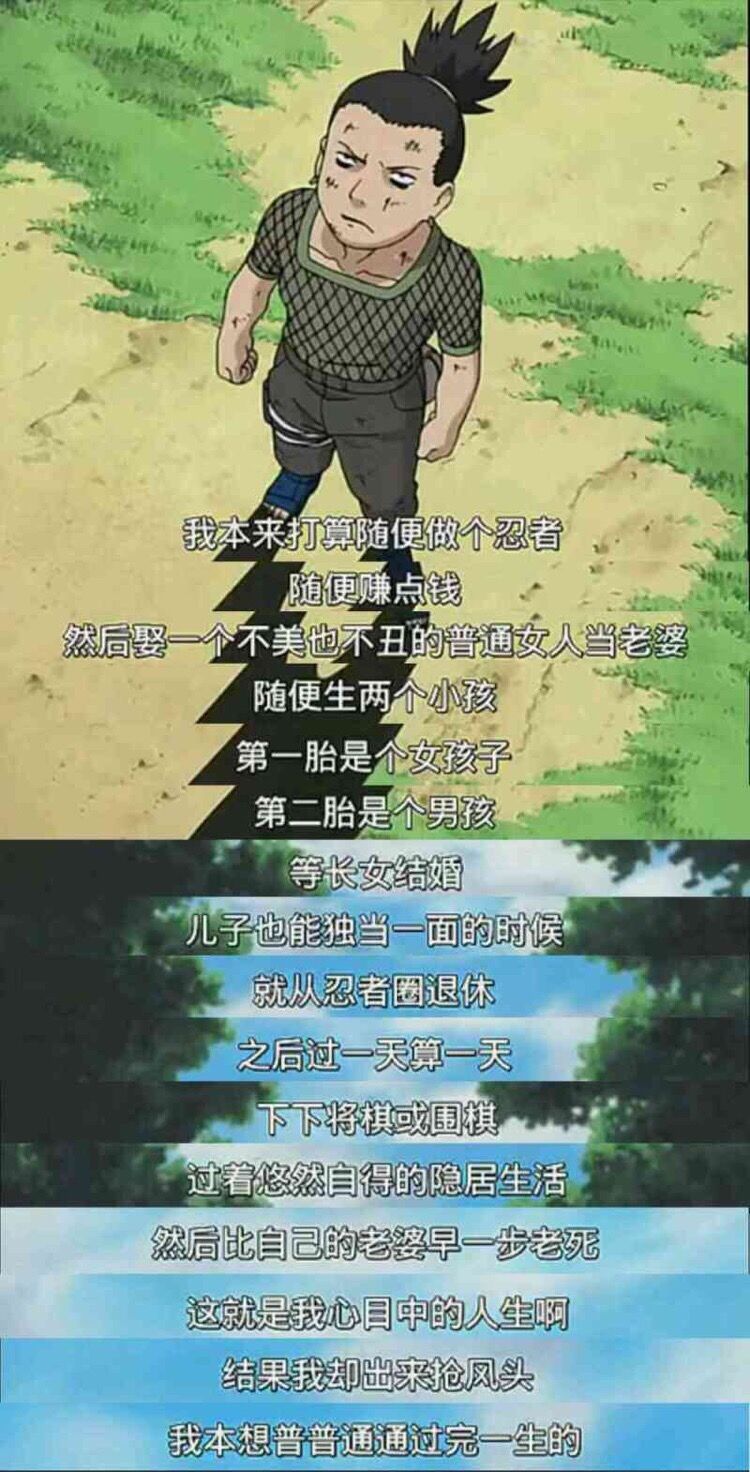 我本来打算随便做个忍者
随便赚点钱
然后娶一个不美也不丑的普通女人当老婆
随便生两个小孩
第一胎是个女孩子
第二胎是个男孩
等长女结婚
儿子也能独当一面的时候
就从忍者圈退休
之后过一天算一天
下下将棋或围棋
过着悠然自得的隐居生活
然后比自己的老婆早一步老死
这就是我心目中的人生啊
结果我却出来抢风头
我本想普普通通过完一生的